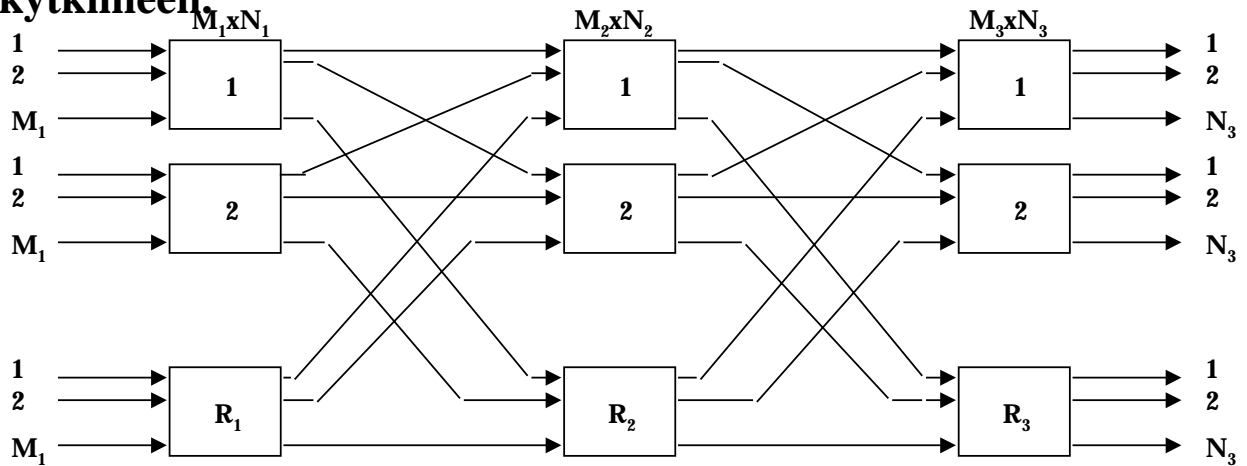 kytkimeen.
M₁xN₁ M₂xN₂ M₃xN₃
1 1
2 1 1 1 2
M₁ N₃
1 1
2 2 2 2 2
M₁ N₃
1 1
2 R₁ R₂ R₃ 2
M₁ N₃